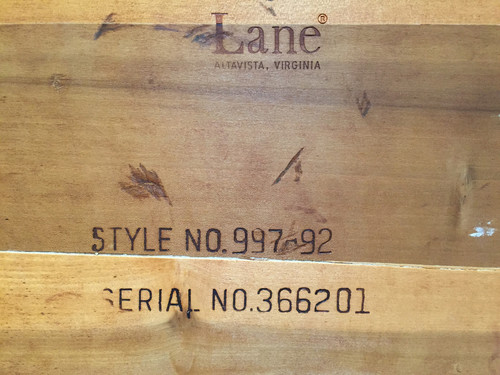 Lane®
ALTAVISTA, VIRGINIA
STYLE NO. 997-92
SERIAL NO. 366201